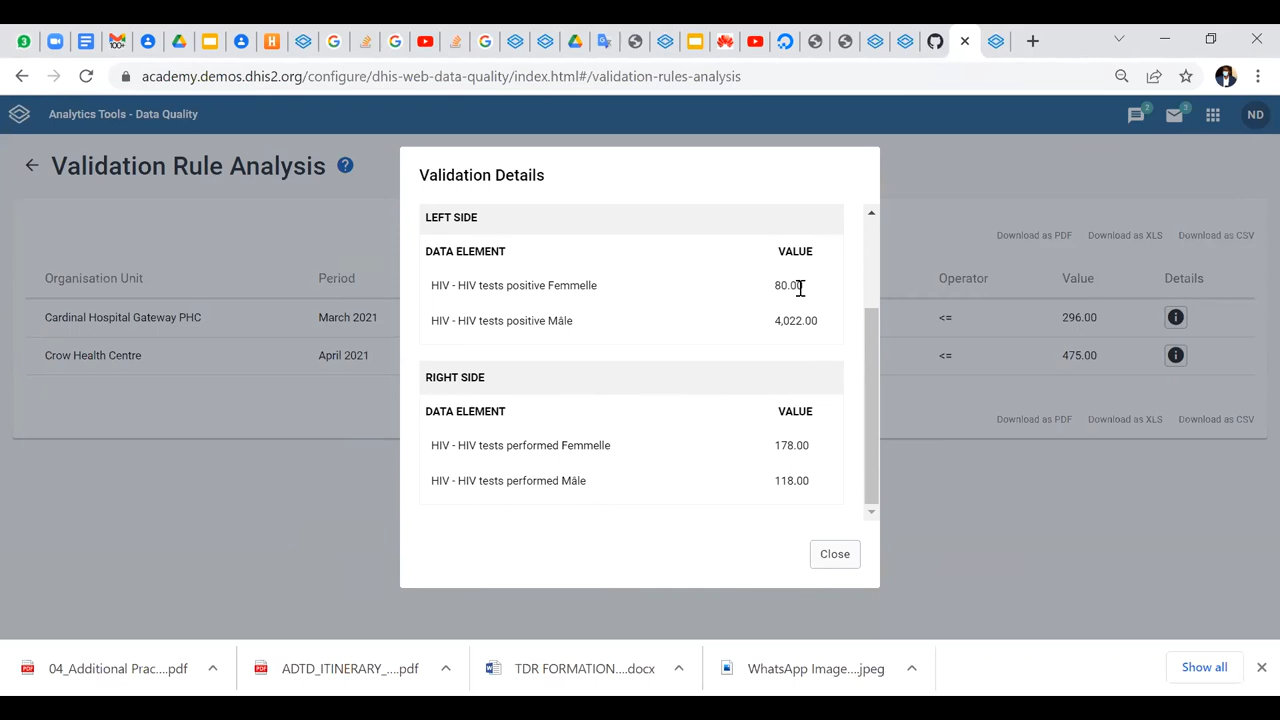 3
100+
H
academy.demos.dhis2.org/configure/dhis-web-data-quality/index.html#/validation-rules-analysis
Analytics Tools - Data Quality
2
3
ND
Validation Rule Analysis ?
Validation Details
Download as PDF Download as XLS Download as CSV
Organisation Unit Period Operator Value Details
Cardinal Hospital Gateway PHC March 2021 <= 296.00
Crow Health Centre April 2021 <= 475.00
Download as PDF Download as XLS Download as CSV
LEFT SIDE
DATA ELEMENT VALUE
HIV - HIV tests positive Femmelle 80.00
HIV - HIV tests positive Mâle 4,022.00
RIGHT SIDE
DATA ELEMENT VALUE
HIV - HIV tests performed Femmelle 178.00
HIV - HIV tests performed Mâle 118.00
Close
04_Additional Prac....pdf ADTD_ITINERARY_....pdf TDR FORMATION....docx WhatsApp Image....jpeg Show all